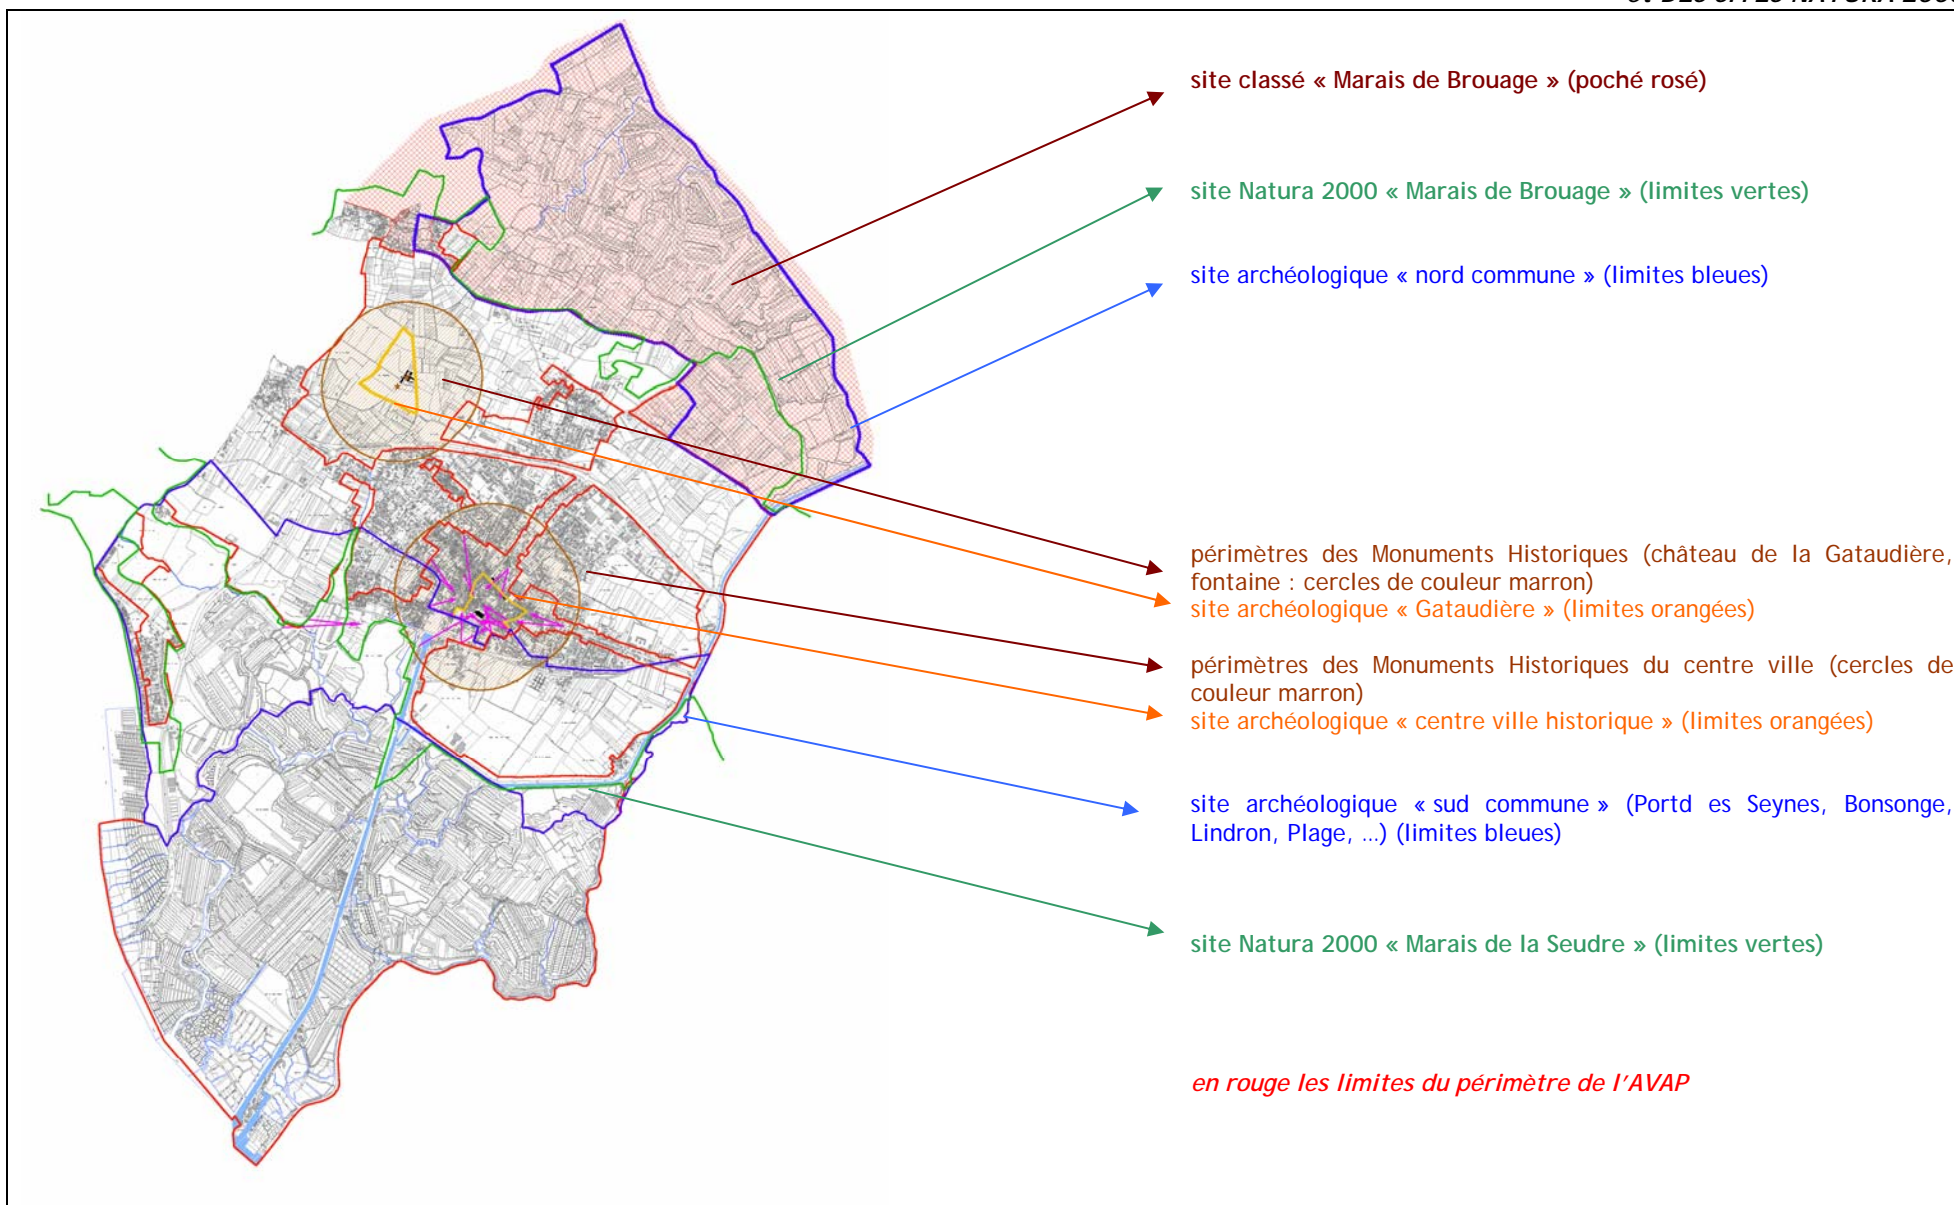 site classé « Marais de Brouage » (poché rosé)
site Natura 2000 « Marais de Brouage » (limites vertes)
site archéologique « nord commune » (limites bleues)
périmètres des Monuments Historiques (château de la Gataudière,
fontaine : cercles de couleur marron)
site archéologique « Gataudière » (limites orangées)
périmètres des Monuments Historiques du centre ville (cercles de
couleur marron)
site archéologique « centre ville historique » (limites orangées)
site archéologique « sud commune » (Portd es Seynes, Bonsonge,
Lindron, Plage, ...) (limites bleues)
site Natura 2000 « Marais de la Seudre » (limites vertes)
en rouge les limites du périmètre de l'AVAP